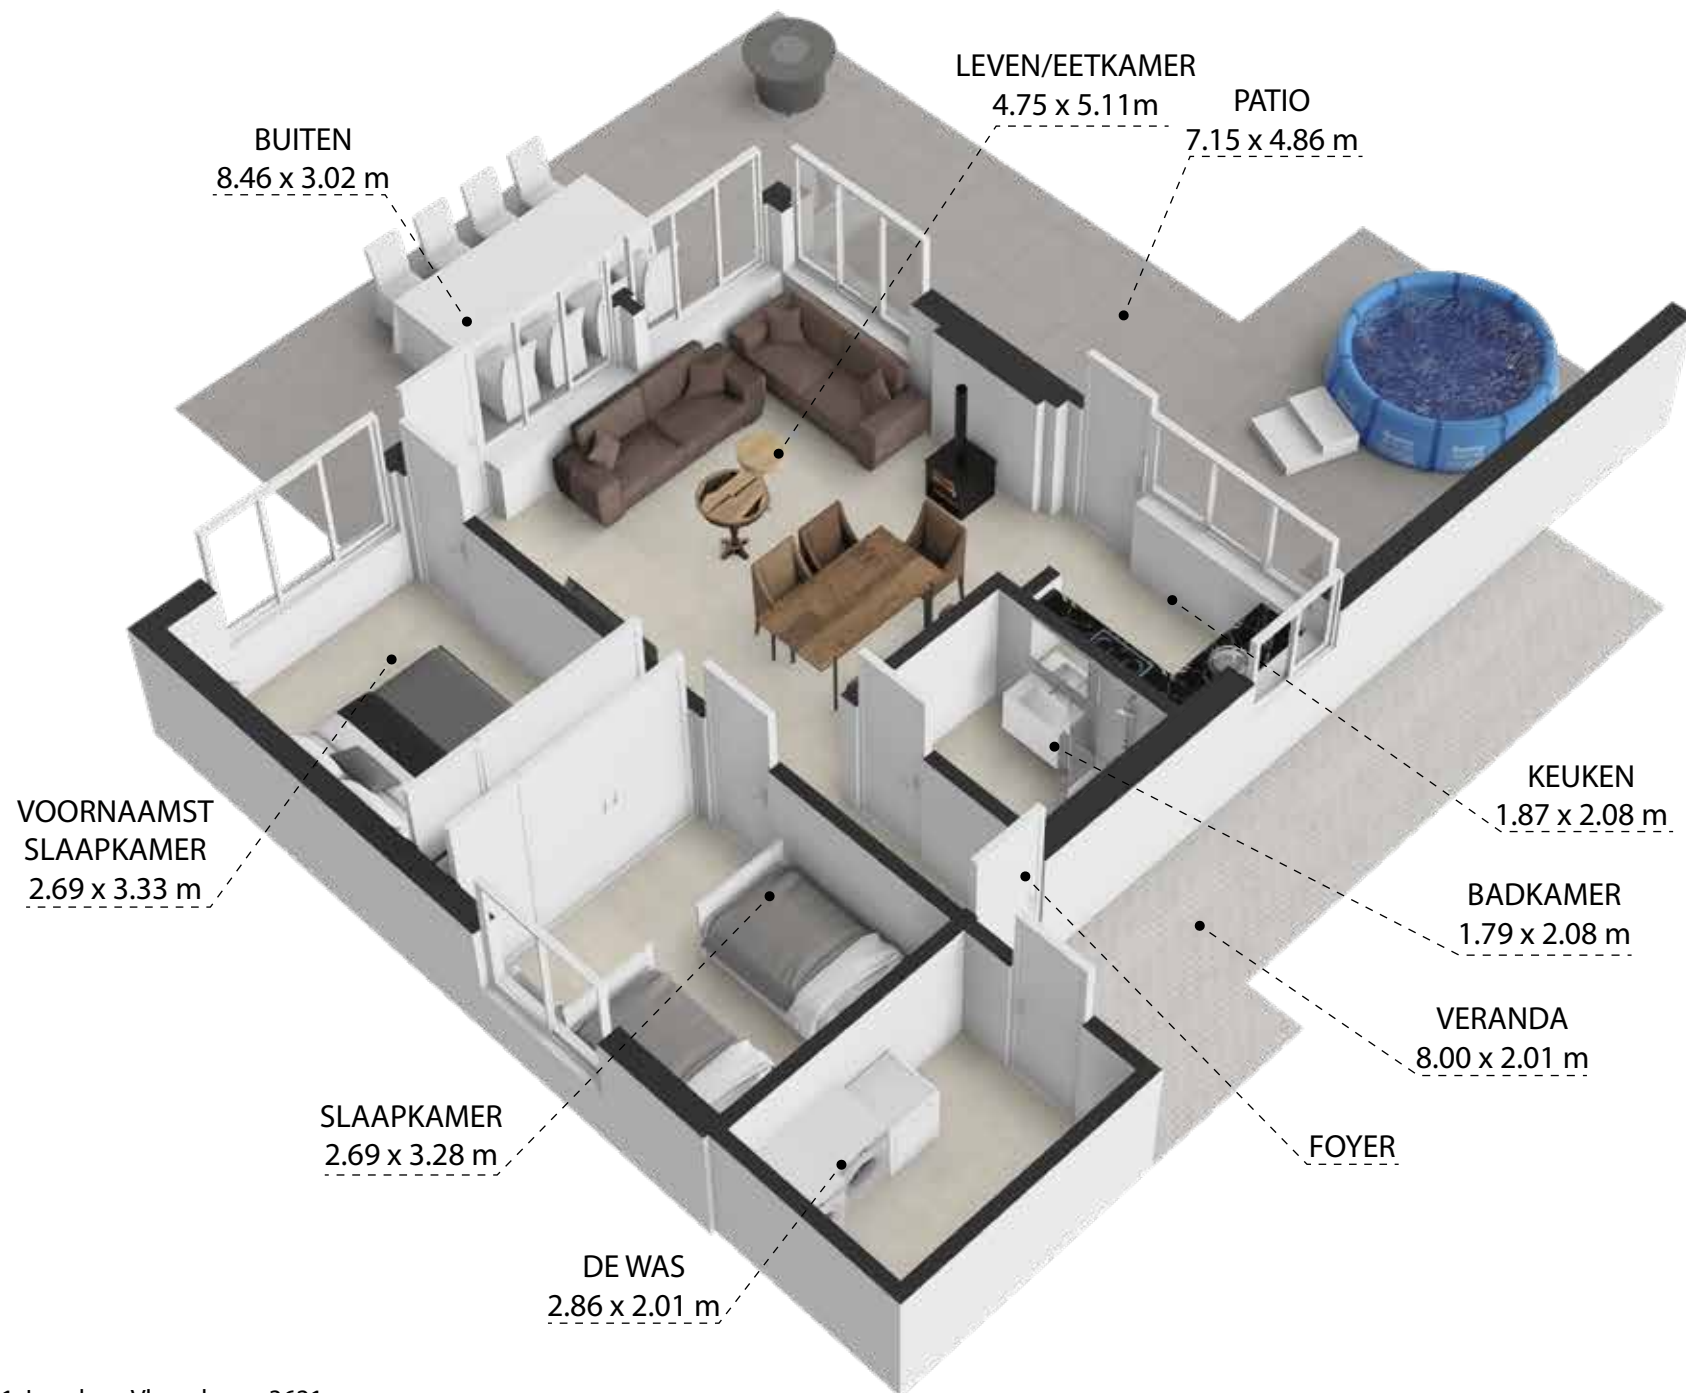 LEVEN/EETKAMER
4.75 x 5.11m
PATIO
7.15 x 4.86 m
BUITEN
8.46 x 3.02 m
VOORNAAMST
SLAAPKAMER
2.69 x 3.33 m
KEUKEN
1.87 x 2.08 m
BADKAMER
1.79 x 2.08 m
VERANDA
8.00 x 2.01 m
SLAAPKAMER
2.69 x 3.28 m
FOYER
DE WAS
2.86 x 2.01 m